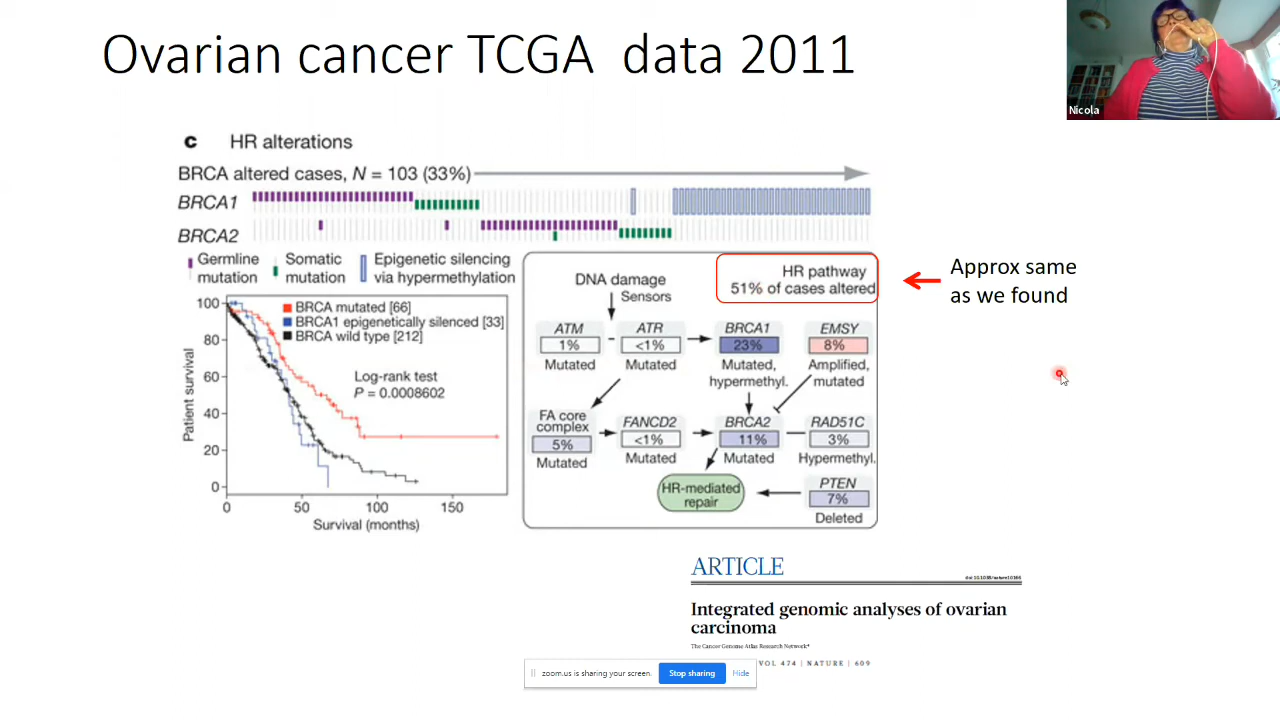 Ovarian cancer TCGA data 2011
Nicola
c HR alterations
BRCA altered cases, N = 103 (33%)
BRCA1
BRCA2
Germline mutation
Somatic mutation
Epigenetic silencing via hypermethylation
100
80
60
40
20
0
Patient survival
BRCA mutated [66]
BRCA1 epigenetically silenced [33]
BRCA wild type [212]
Log-rank test
P = 0.0008602
0 50 100 150
Survival (months)
DNA damage
Sensors
HR pathway
51% of cases altered
ATM
1%
Mutated
ATR
<1%
Mutated
BRCA1
23%
Mutated,
hypermethyl.
EMSY
8%
Amplified,
mutated
FA core
complex
5%
Mutated
FANCD2
<1%
Mutated
BRCA2
11%
Mutated
RAD51C
3%
Hypermethyl.
HR-mediated
repair
PTEN
7%
Deleted
Approx same
as we found
ARTICLE
Integrated genomic analyses of ovarian
carcinoma
The Cancer Genome Atlas Research Network*
VOL 474 | NATURE | 609
zoom.us is sharing your screen. Stop sharing Hide